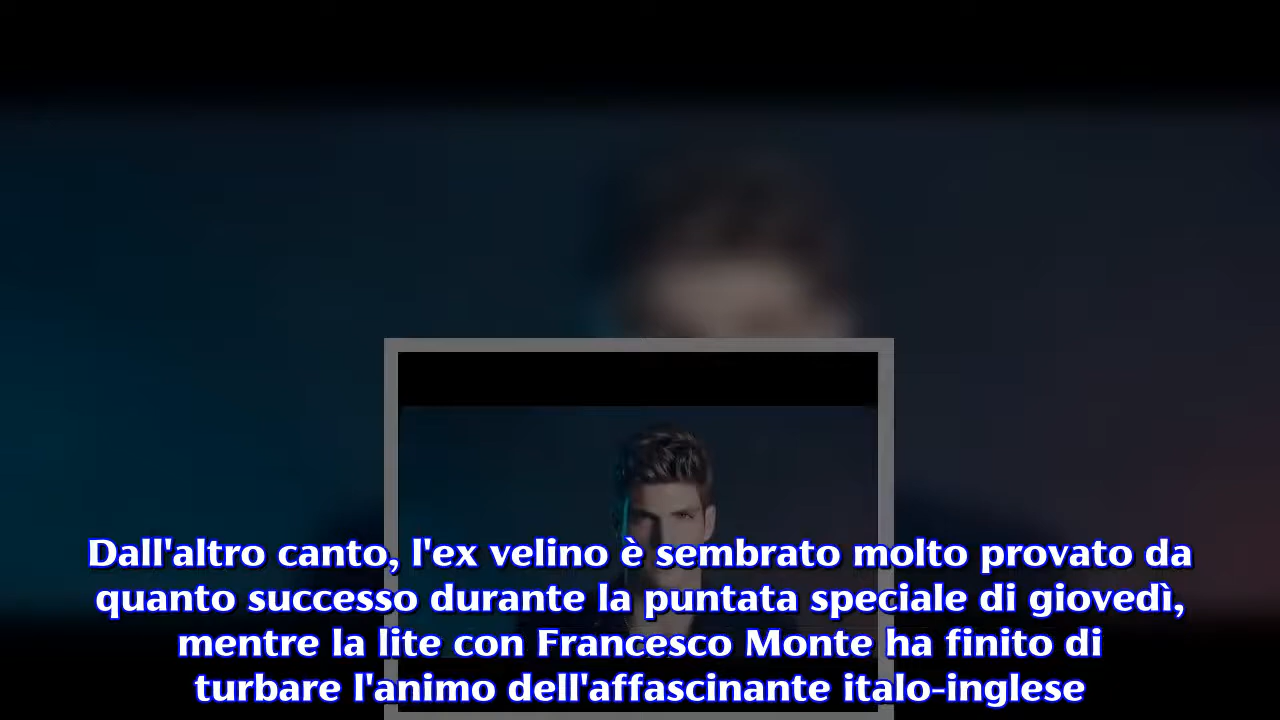 Dall'altro canto, l'ex velino è sembrato molto provato da
quanto successo durante la puntata speciale di giovedì,
mentre la lite con Francesco Monte ha finito di
turbare l'animo dell'affascinante italo-inglese